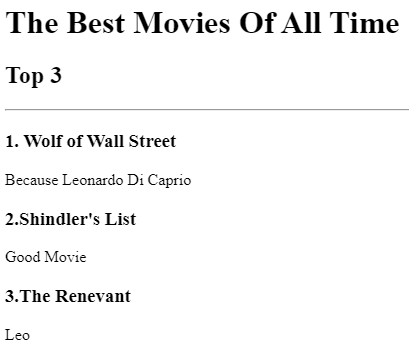 The Best Movies Of All Time
Top 3
1. Wolf of Wall Street
Because Leonardo Di Caprio
2.Shindler's List
Good Movie
3.The Renevant
Leo